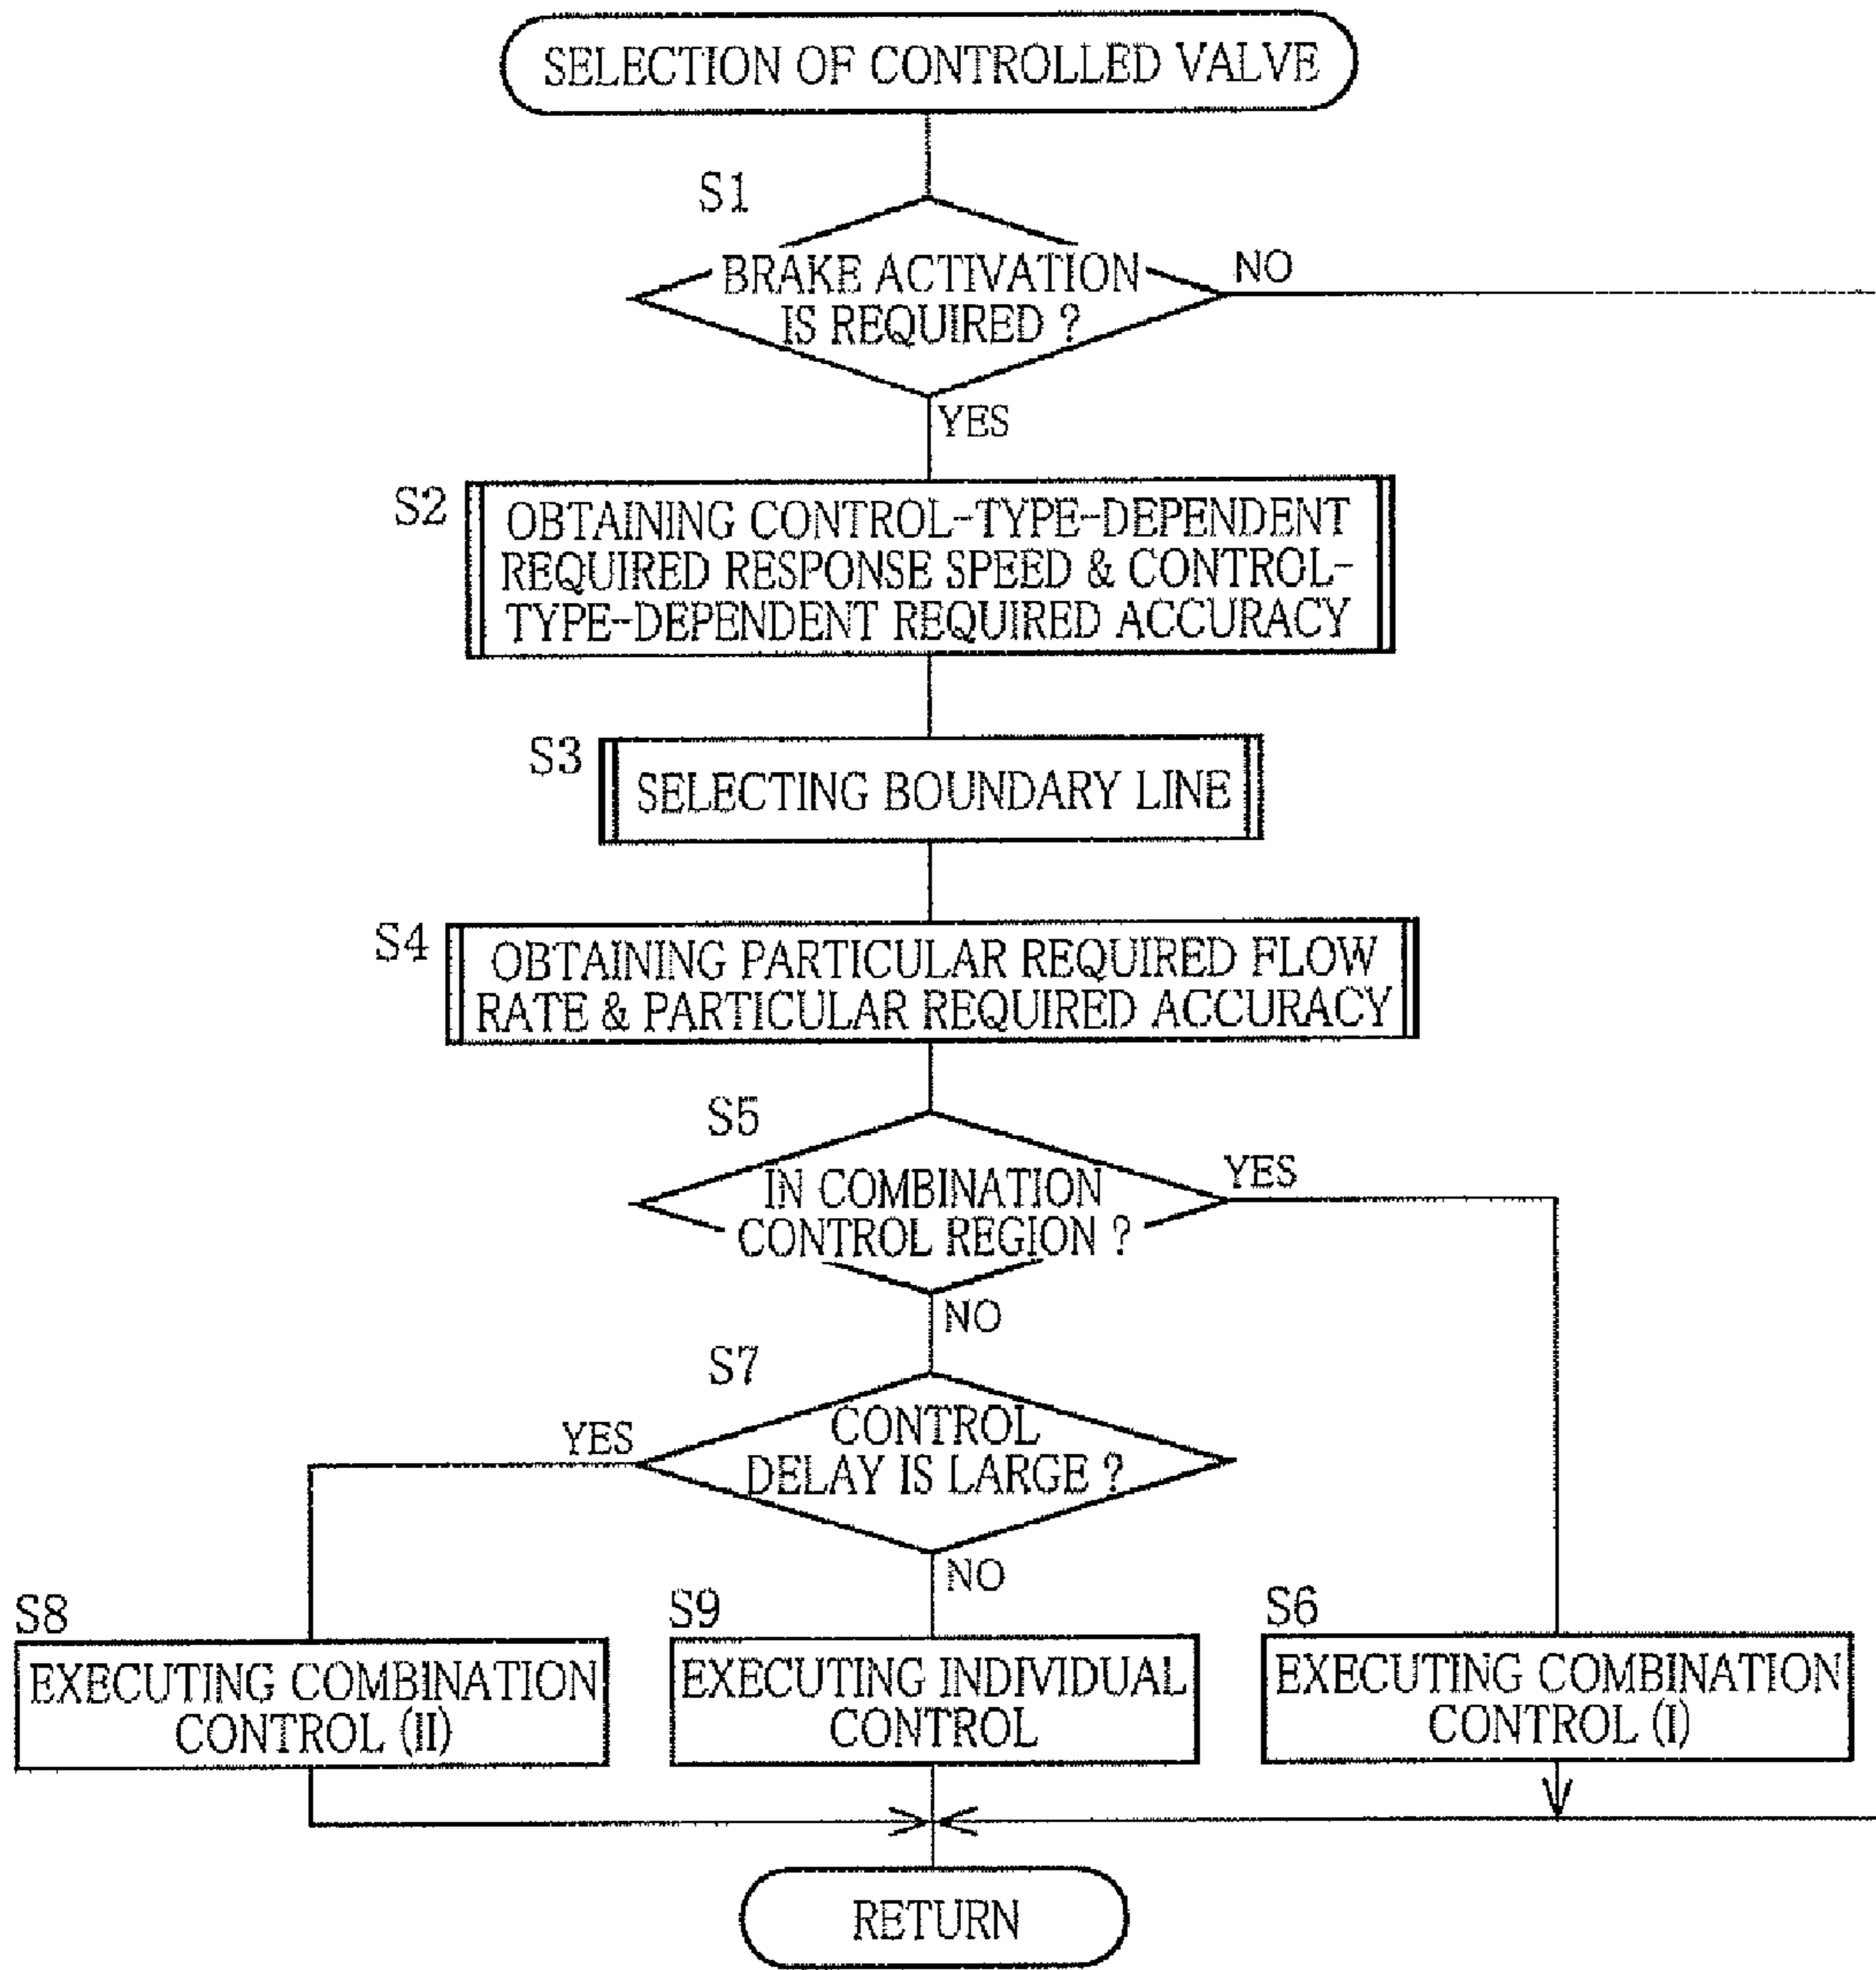 SELECTION OF CONTROLLED VALVE
S1
BRAKE ACTIVATION
IS REQUIRED ?
NO
YES
S2
OBTAINING CONTROL-TYPE-DEPENDENT
REQUIRED RESPONSE SPEED & CONTROL-
TYPE-DEPENDENT REQUIRED ACCURACY
S3
SELECTING BOUNDARY LINE
S4
OBTAINING PARTICULAR REQUIRED FLOW
RATE & PARTICULAR REQUIRED ACCURACY
S5
IN COMBINATION
CONTROL REGION ?
YES
NO
S7
CONTROL
DELAY IS LARGE ?
YES
NO
S8
EXECUTING COMBINATION
CONTROL (II)
S9
EXECUTING INDIVIDUAL
CONTROL
S6
EXECUTING COMBINATION
CONTROL (I)
RETURN